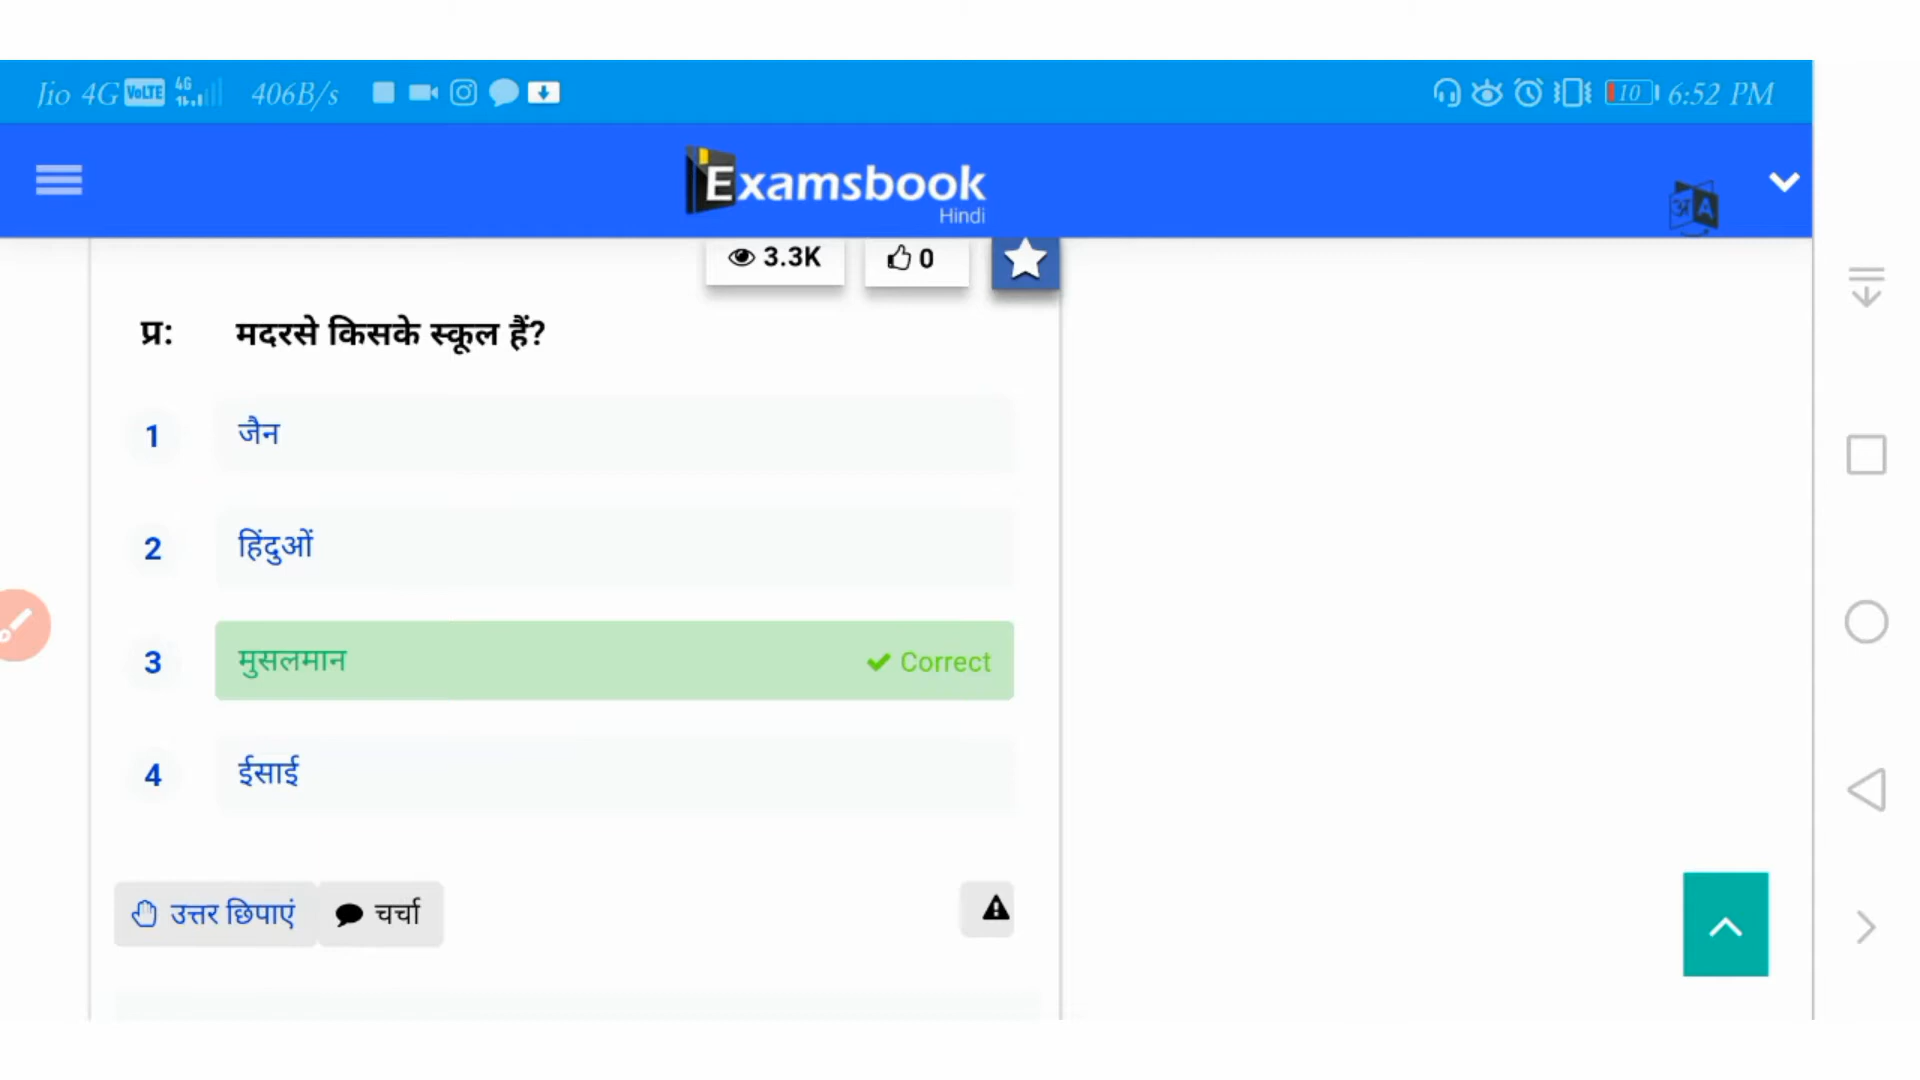 Jio 4G VoLTE 4G 406B/s 10 6:52 PM
Examsbook
Hindi
अ A
3.3K 0
प्र: मदरसे किसके स्कूल हैं?
1 जैन
2 हिंदुओं
3 मुसलमान Correct
4 ईसाई
उत्तर छिपाएं चर्चा